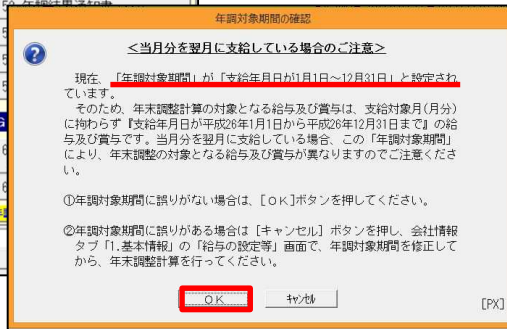 年調対象期間の確認
<当月分を翌月に支給している場合のご注意>
現在、「年調対象期間」が「支給年月日が1月1日~12月31日」と設定され
ています。
そのため、年末調整計算の対象となる給与及び賞与は、支給対象月(月分)
に拘わらず『支給年月日が平成26年1月1日から平成26年12月31日まで』の給
与及び賞与です。当月分を翌月に支給している場合、この「年調対象期間」
により、年末調整の対象となる給与及び賞与が異なりますのでご注意くださ
い。
①年調対象期間に誤りがない場合は、[ＯＫ]ボタンを押してください。
②年調対象期間に誤りがある場合は[キャンセル] ボタンを押し、会社情報
タブ「1.基本情報」の「給与の設定等」画面で、年調対象期間を修正して
から、年末調整計算を行ってください。
ＯＫ
ｷｬﾝｾﾙ
[PX]